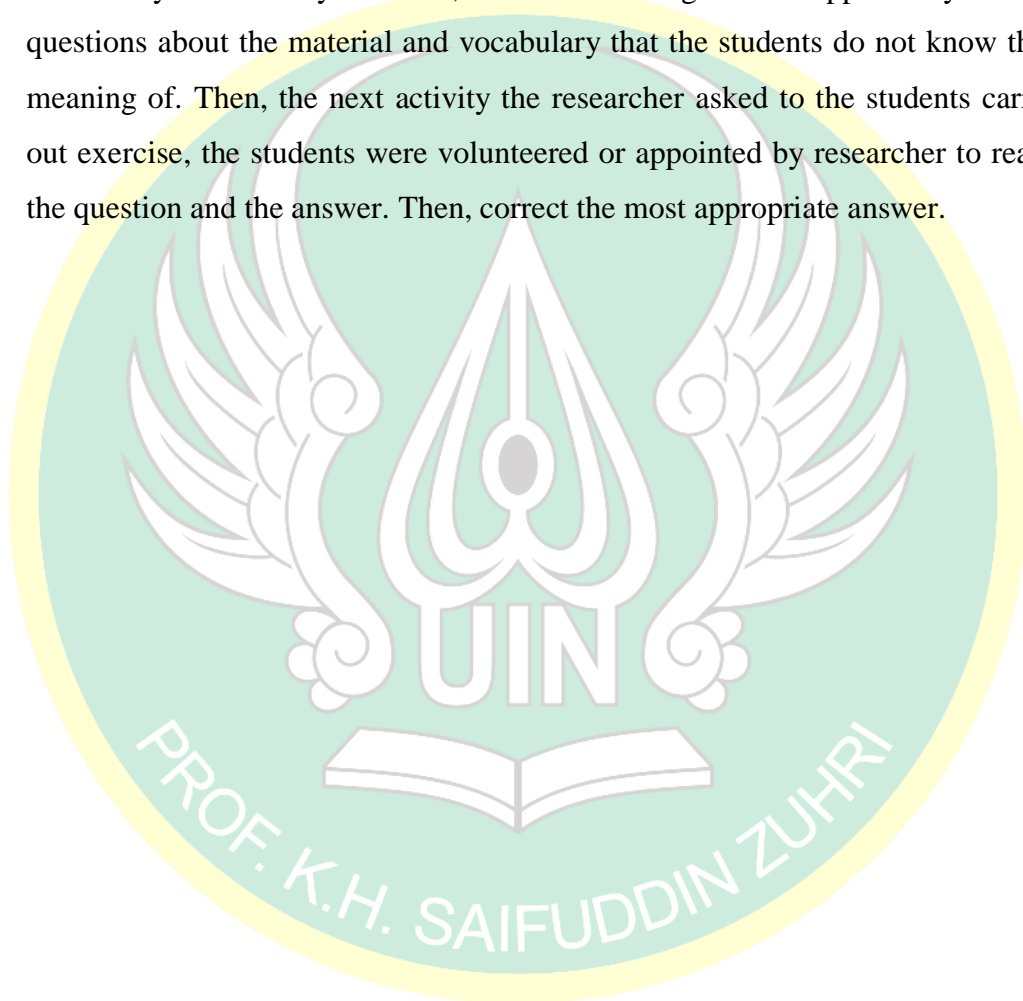 questions about the material and vocabulary that the students do not know
meaning of. Then, the next activity the researcher asked to the students
out exercise, the students were volunteered or appointed by researcher to
the question and the answer. Then, correct the most appropriate answer.
UIN
PROF. K.H. SAIFUDDIN ZUHRI